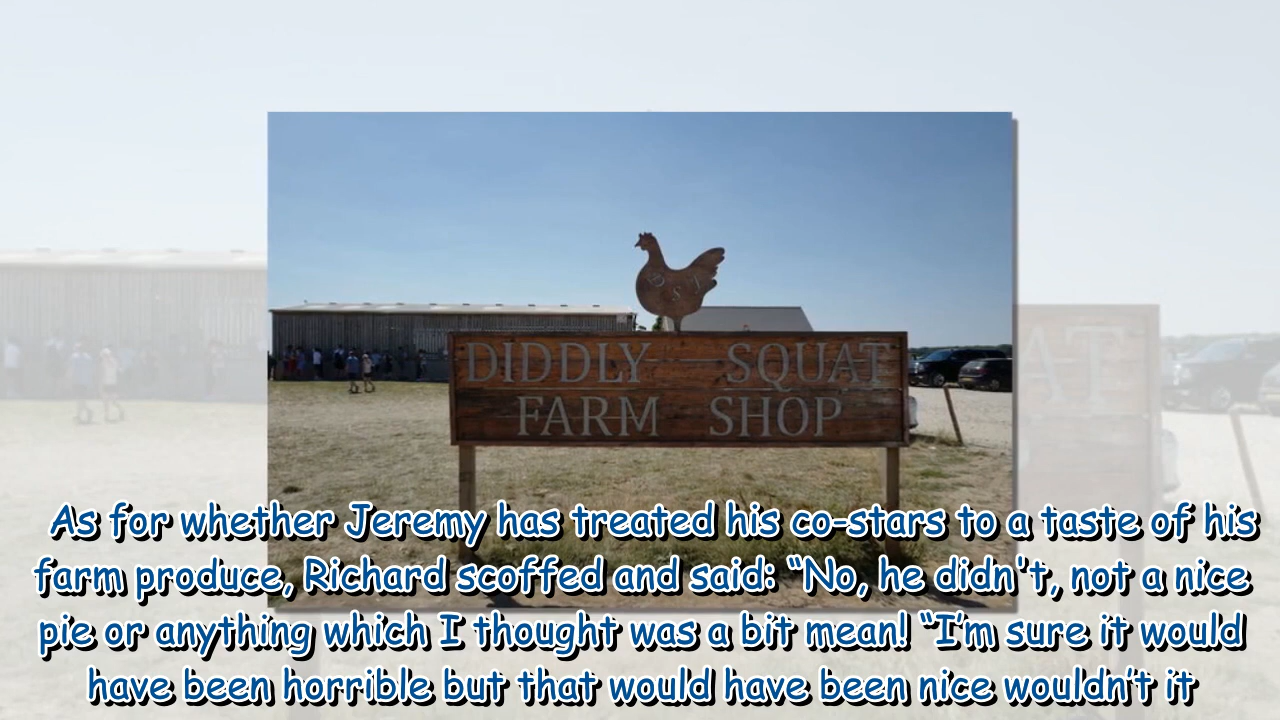 DIDDLY SQUAT
FARM SHOP
As for whether Jeremy has treated his co-stars to a taste of his
farm produce, Richard scoffed and said: “No, he didn't, not a nice
pie or anything which I thought was a bit mean! “I’m sure it would
have been horrible but that would have been nice wouldn’t it